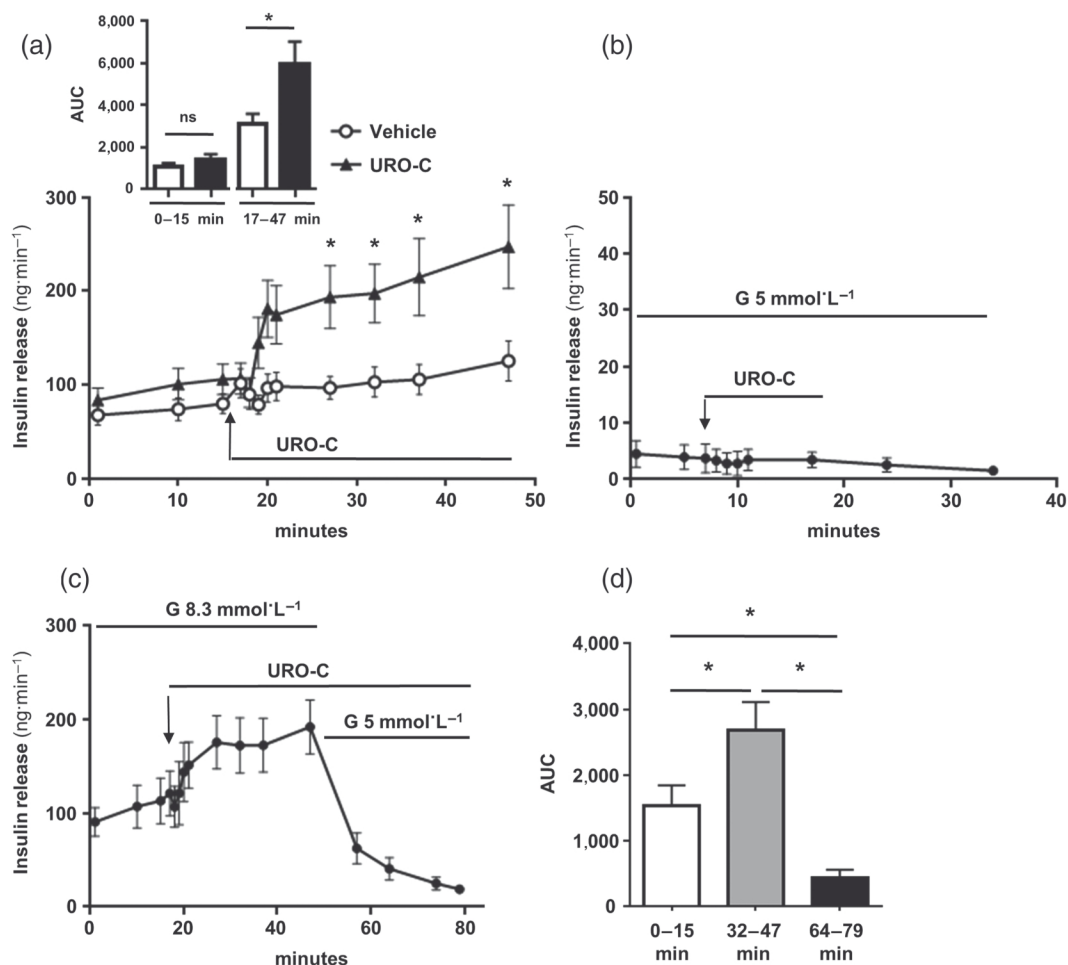 (a)
8,000
6,000
4,000
2,000
0
AUC
ns
*
0–15 min
17–47 min
Vehicle
URO-C
300
200
100
0
Insulin release (ng·min⁻¹)
* * * *
URO-C
0 10 20 30 40 50
minutes
(b)
50
40
30
20
10
0
Insulin release (ng·min⁻¹)
G 5 mmol·L⁻¹
URO-C
0 10 20 30 40
minutes
(c)
300
200
100
0
Insulin release (ng·min⁻¹)
G 8.3 mmol·L⁻¹
URO-C
G 5 mmol·L⁻¹
0 20 40 60 80
minutes
(d)
4,000
3,000
2,000
1,000
0
AUC
*
* *
0–15 32–47 64–79
min min min